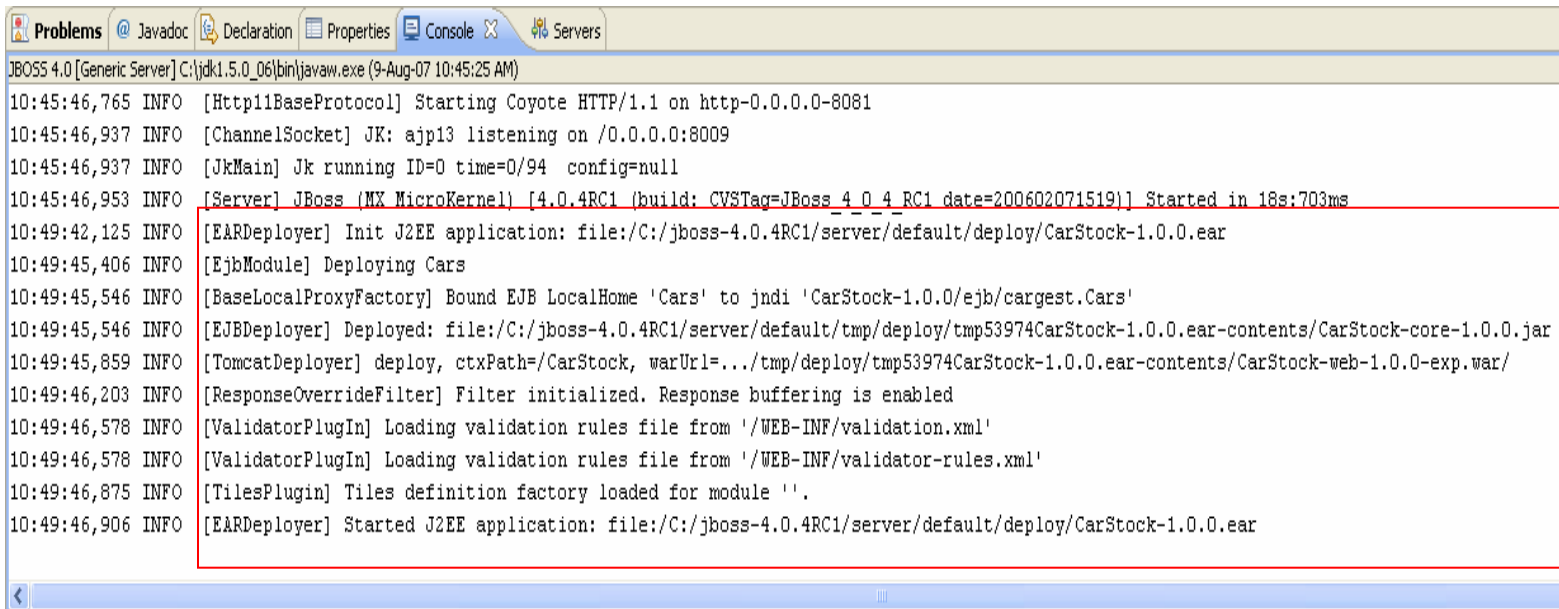 Problems @ Javadoc Declaration Properties Console Servers
JBOSS 4.0 [Generic Server] C:\jdk1.5.0_06\bin\javaw.exe (9-Aug-07 10:45:25 AM)
10:45:46,765 INFO [Http11BaseProtocol] Starting Coyote HTTP/1.1 on http-0.0.0.0-8081
10:45:46,937 INFO [ChannelSocket] JK: ajp13 listening on /0.0.0.0:8009
10:45:46,937 INFO [JkMain] Jk running ID=0 time=0/94 config=null
10:45:46,953 INFO [Server] JBoss (MX MicroKernel) [4.0.4RC1 (build: CVSTag=JBoss_4_0_4_RC1 date=200602071519)] Started in 18s:703ms
10:49:42,125 INFO [EARDeployer] Init J2EE application: file:/C:/jboss-4.0.4RC1/server/default/deploy/CarStock-1.0.0.ear
10:49:45,406 INFO [EjbModule] Deploying Cars
10:49:45,546 INFO [BaseLocalProxyFactory] Bound EJB LocalHome 'Cars' to jndi 'CarStock-1.0.0/ejb/cargest.Cars'
10:49:45,546 INFO [EJBDeployer] Deployed: file:/C:/jboss-4.0.4RC1/server/default/tmp/deploy/tmp53974CarStock-1.0.0.ear-contents/CarStock-core-1.0.0.jar
10:49:45,859 INFO [TomcatDeployer] deploy, ctxPath=/CarStock, warUrl=.../tmp/deploy/tmp53974CarStock-1.0.0.ear-contents/CarStock-web-1.0.0-exp.war/
10:49:46,203 INFO [ResponseOverrideFilter] Filter initialized. Response buffering is enabled
10:49:46,578 INFO [ValidatorPlugIn] Loading validation rules file from '/WEB-INF/validation.xml'
10:49:46,578 INFO [ValidatorPlugIn] Loading validation rules file from '/WEB-INF/validator-rules.xml'
10:49:46,875 INFO [TilesPlugin] Tiles definition factory loaded for module ''.
10:49:46,906 INFO [EARDeployer] Started J2EE application: file:/C:/jboss-4.0.4RC1/server/default/deploy/CarStock-1.0.0.ear